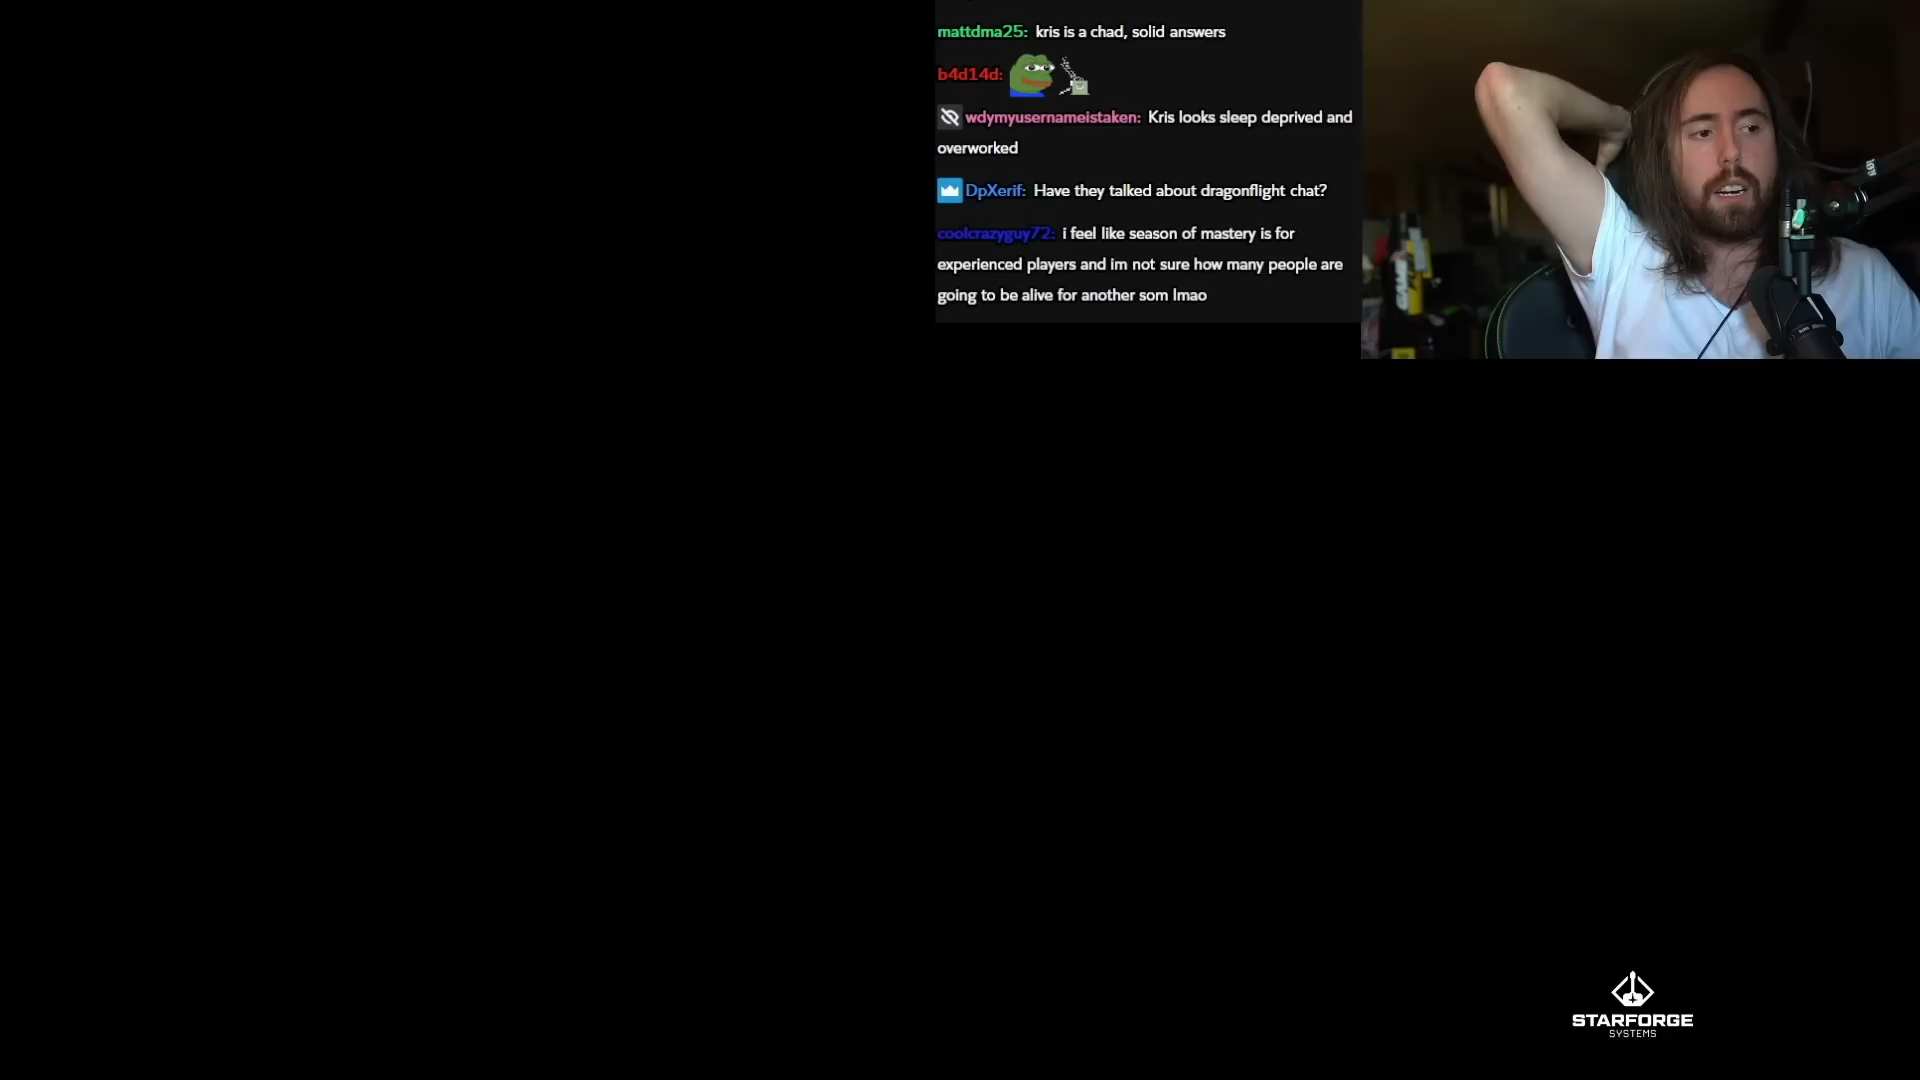 mattdma25: kris is a chad, solid answers
b4d14d:
wdymyusernameistaken: Kris looks sleep deprived and
overworked
DpXerif: Have they talked about dragonflight chat?
coolcrazyguy72: i feel like season of mastery is for
experienced players and im not sure how many people are
going to be alive for another som lmao
GAME
STARFORGE
SYSTEMS